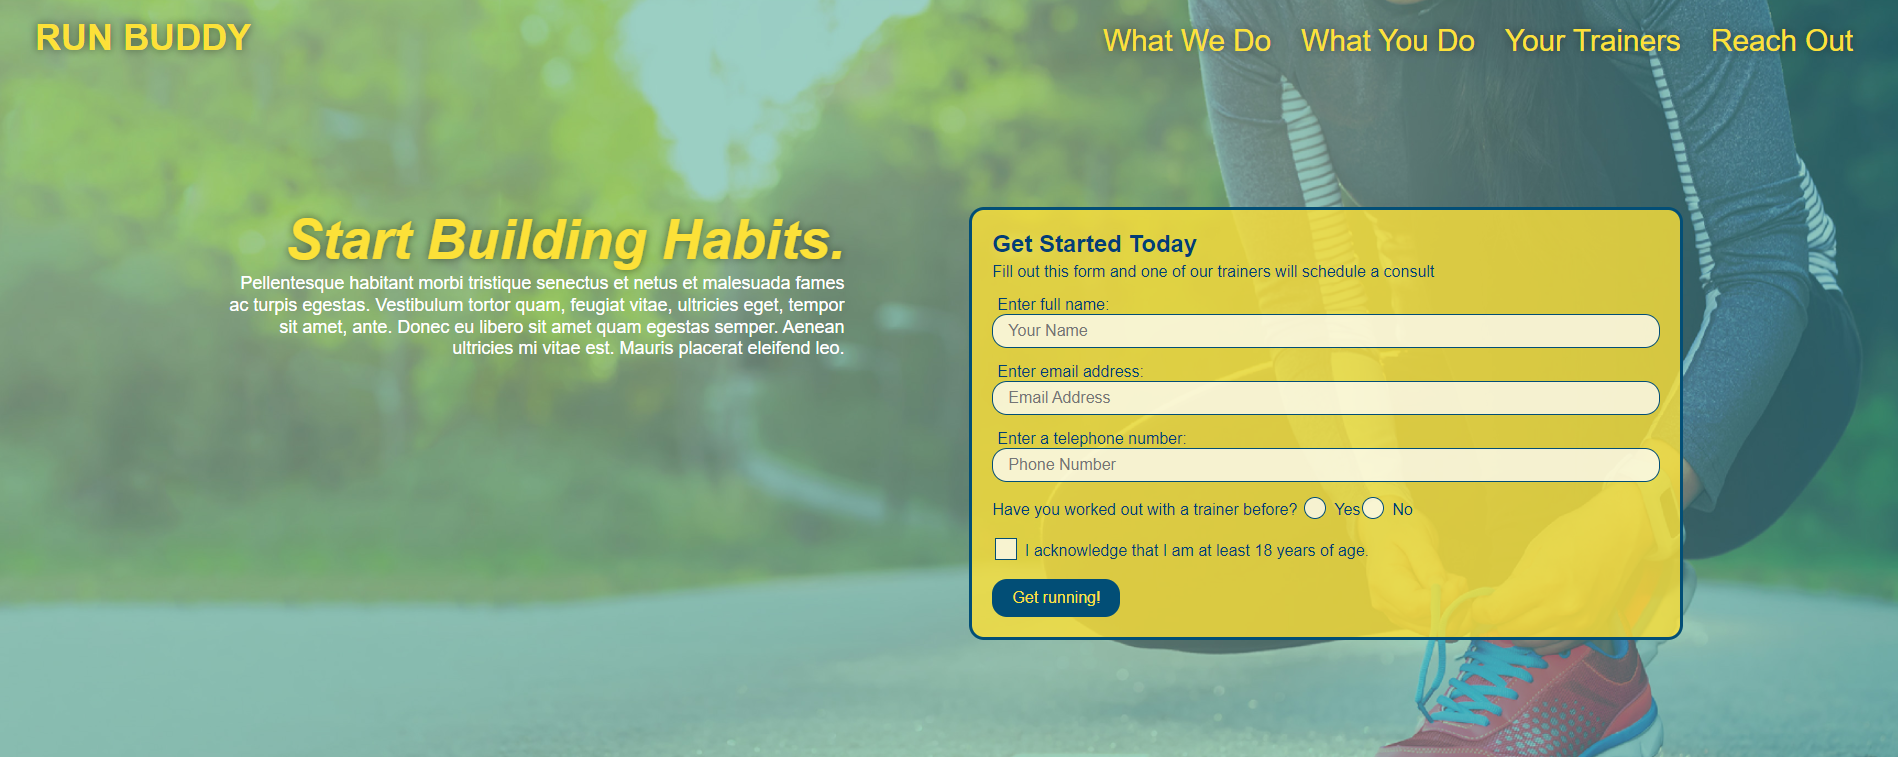 RUN BUDDY
What We Do What You Do Your Trainers Reach Out
Start Building Habits.
Pellentesque habitant morbi tristique senectus et netus et malesuada fames
ac turpis egestas. Vestibulum tortor quam, feugiat vitae, ultricies eget, tempor
sit amet, ante. Donec eu libero sit amet quam egestas semper. Aenean
ultricies mi vitae est. Mauris placerat eleifend leo.
Get Started Today
Fill out this form and one of our trainers will schedule a consult
Enter full name:
Your Name
Enter email address:
Email Address
Enter a telephone number:
Phone Number
Have you worked out with a trainer before? Yes No
I acknowledge that I am at least 18 years of age.
Get running!